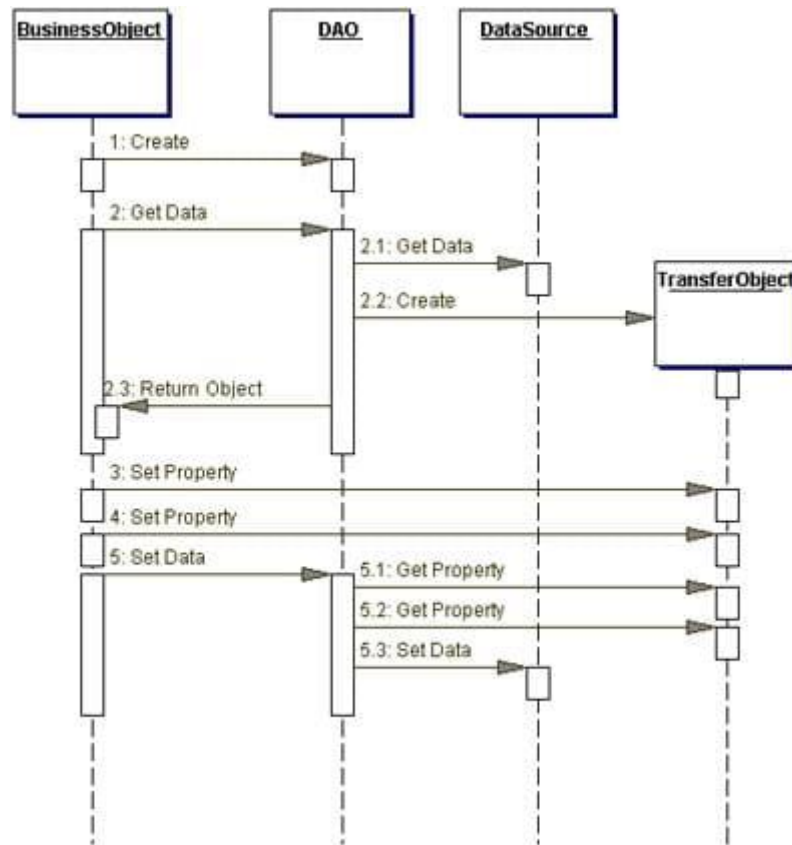 BusinessObject
DAO
DataSource
1: Create
2: Get Data
2.1: Get Data
TransferObject
2.2: Create
2.3: Return Object
3: Set Property
4: Set Property
5: Set Data
5.1: Get Property
5.2: Get Property
5.3: Set Data